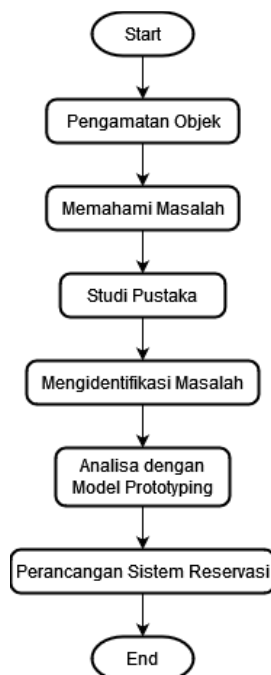 Start
Pengamatan Objek
Memahami Masalah
Studi Pustaka
Mengidentifikasi Masalah
Analisa dengan
Model Prototyping
Perancangan Sistem Reservasi
End